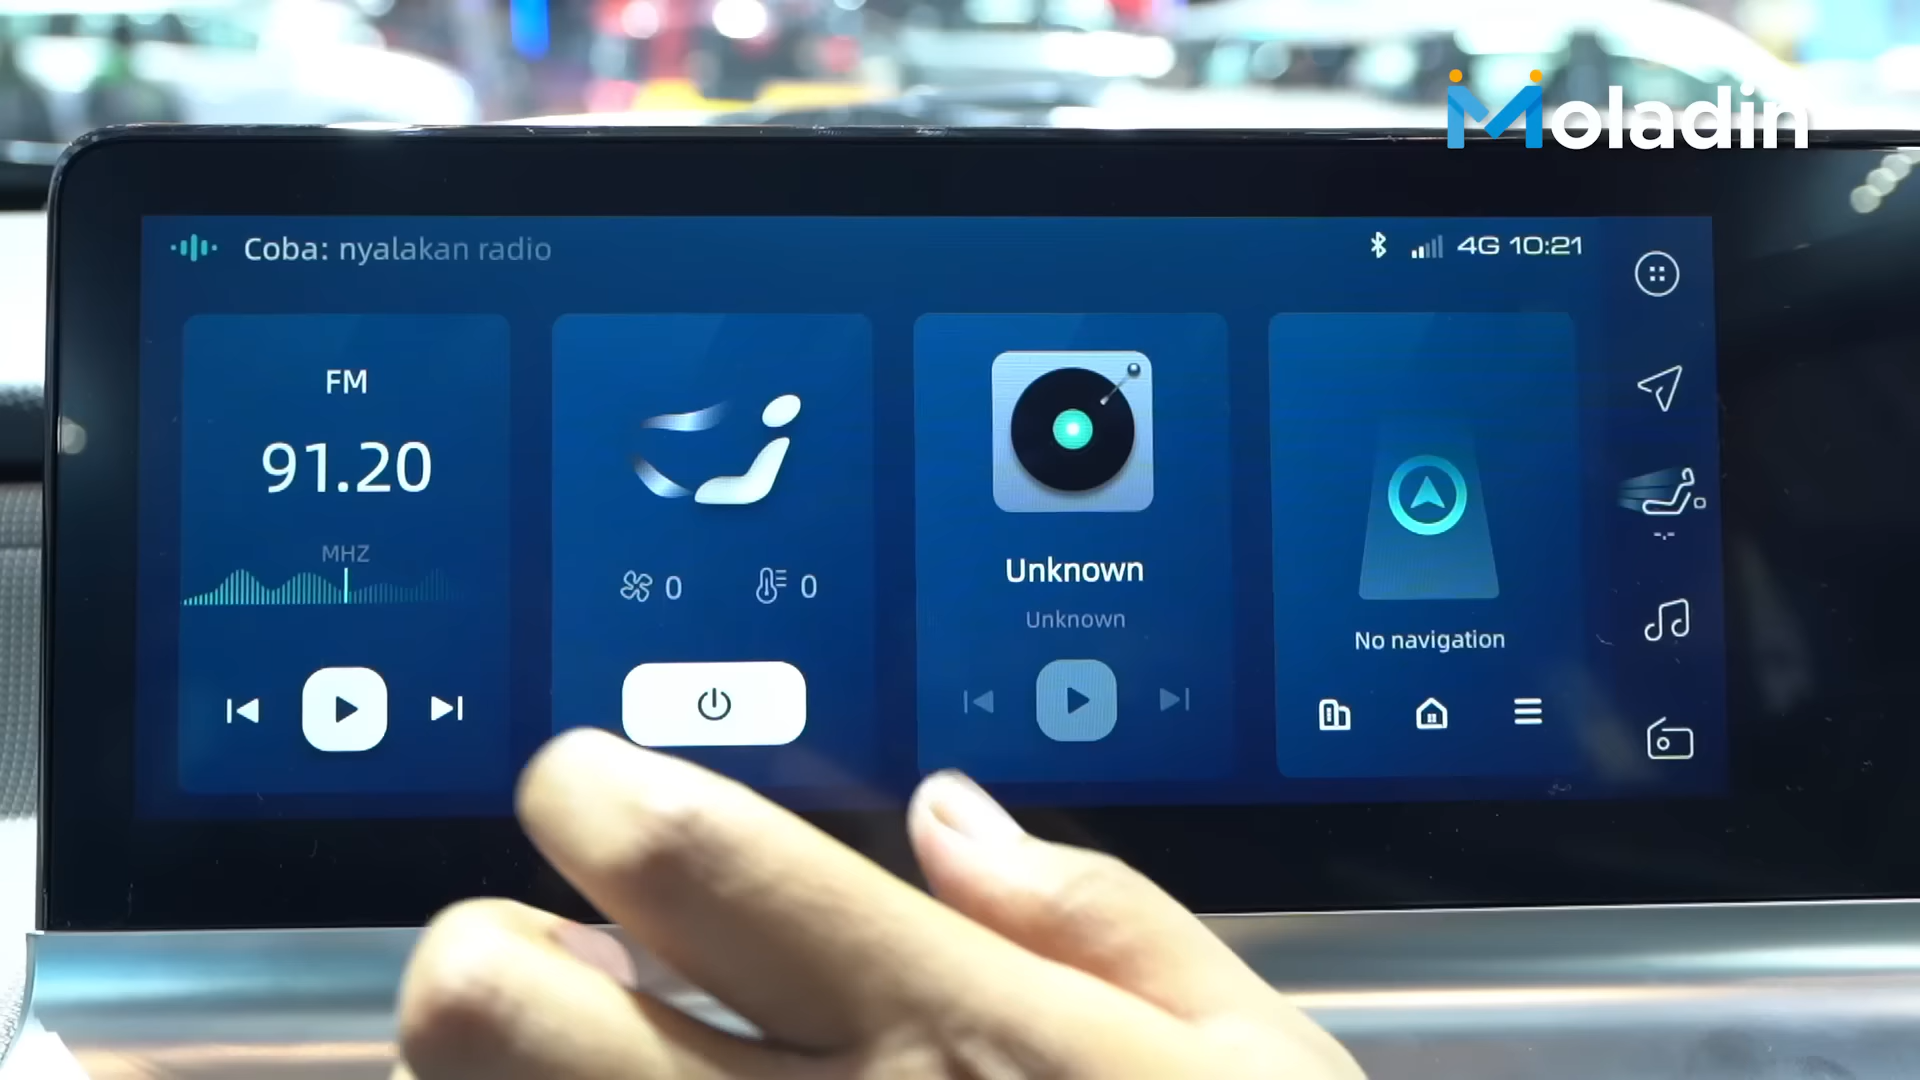 Moladin
Coba: nyalakan radio
4G 10:21
FM
91.20
MHZ
0
0
Unknown
Unknown
No navigation
-.-